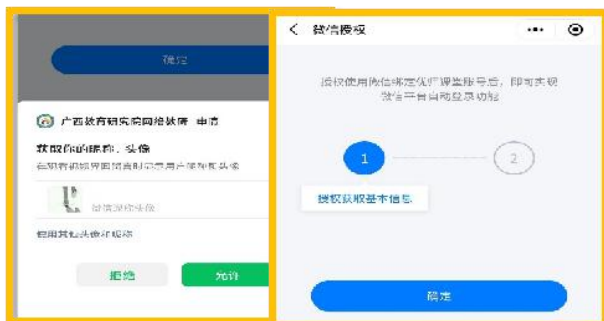 确定
广西教育研究院网络教研 申请
获取你的昵称、头像
微信昵称头像
使用其他头像和昵称
拒绝
允许
微信授权
授权使用微信绑定优师课堂账号后，即可实现
微信平台自动登录功能
1
2
授权获取基本信息
确定